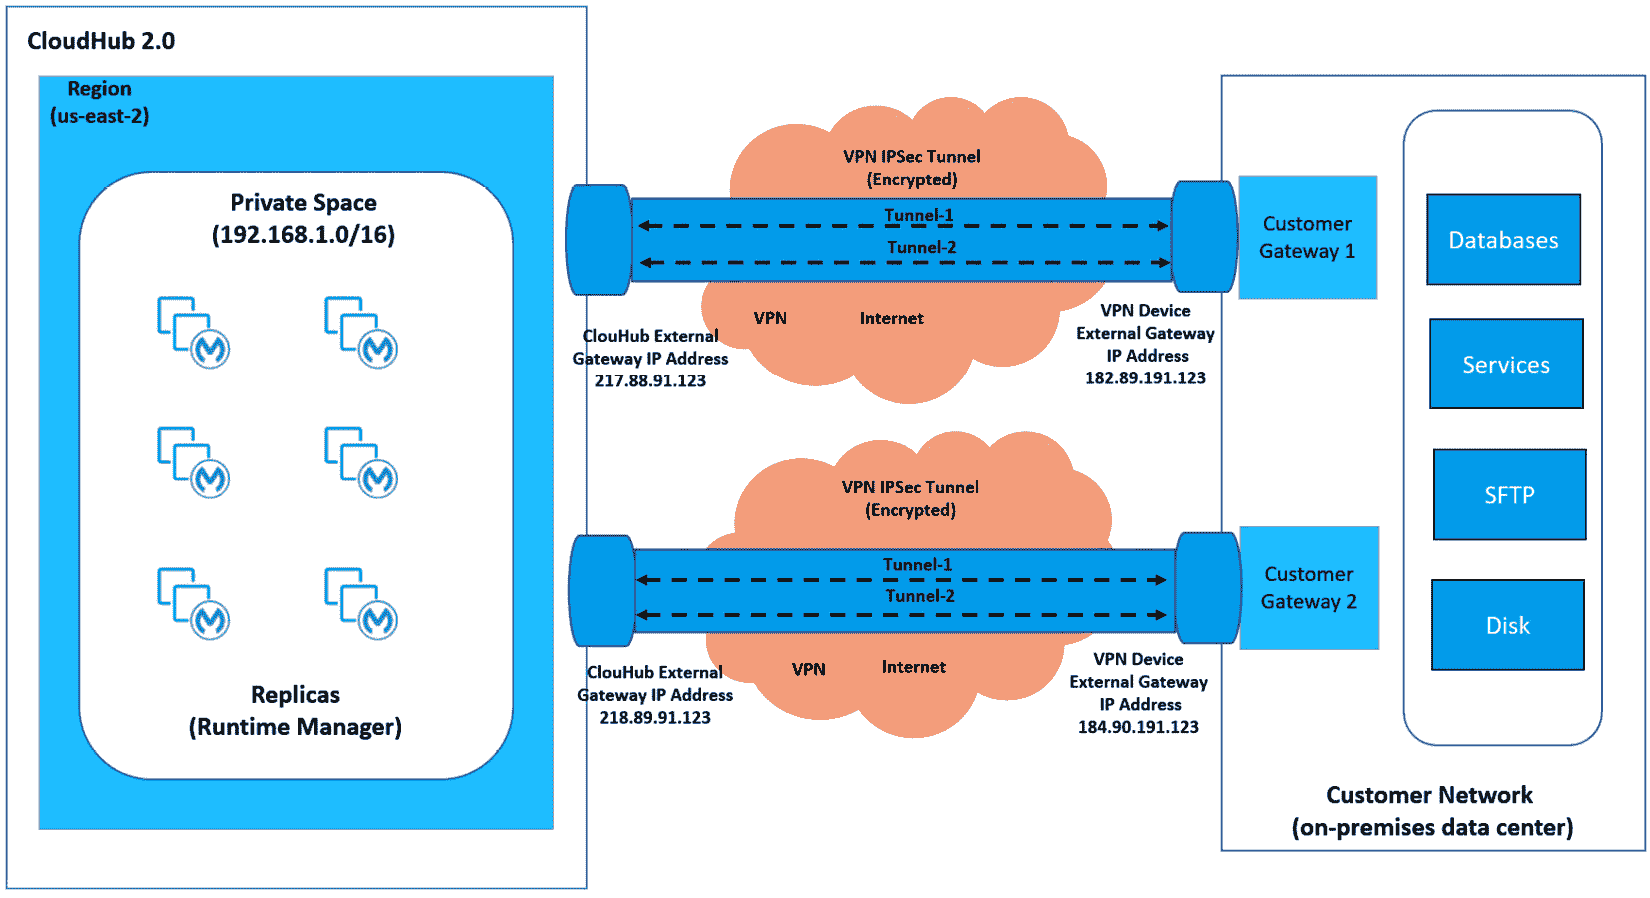 CloudHub 2.0
Region
(us-east-2)
Private Space
(192.168.1.0/16)
Replicas
(Runtime Manager)
VPN IPSec Tunnel
(Encrypted)
Tunnel-1
Tunnel-2
VPN
Internet
ClouHub External
Gateway IP Address
217.88.91.123
VPN Device
External Gateway
IP Address
182.89.191.123
Customer
Gateway 1
VPN IPSec Tunnel
(Encrypted)
Tunnel-1
Tunnel-2
VPN
Internet
ClouHub External
Gateway IP Address
218.89.91.123
VPN Device
External Gateway
IP Address
184.90.191.123
Customer
Gateway 2
Databases
Services
SFTP
Disk
Customer Network
(on-premises data center)